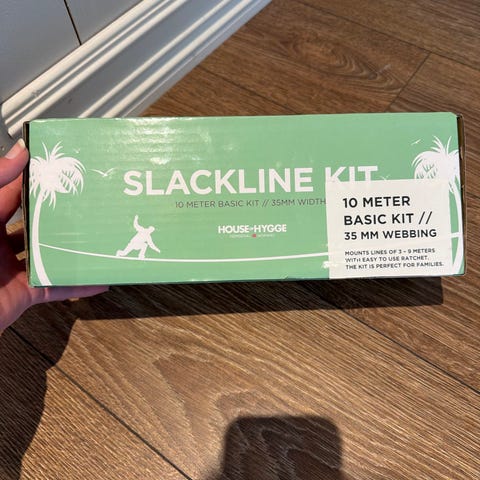 SLACKLINE KIT
10 METER BASIC KIT // 35MM WIDTH
HOUSE of HYGGE
10 METER
BASIC KIT //
35 MM WEBBING
MOUNTS LINES OF 3 - 9 METERS
WITH EASY TO USE RATCHET.
THE KIT IS PERFECT FOR FAMILIES.